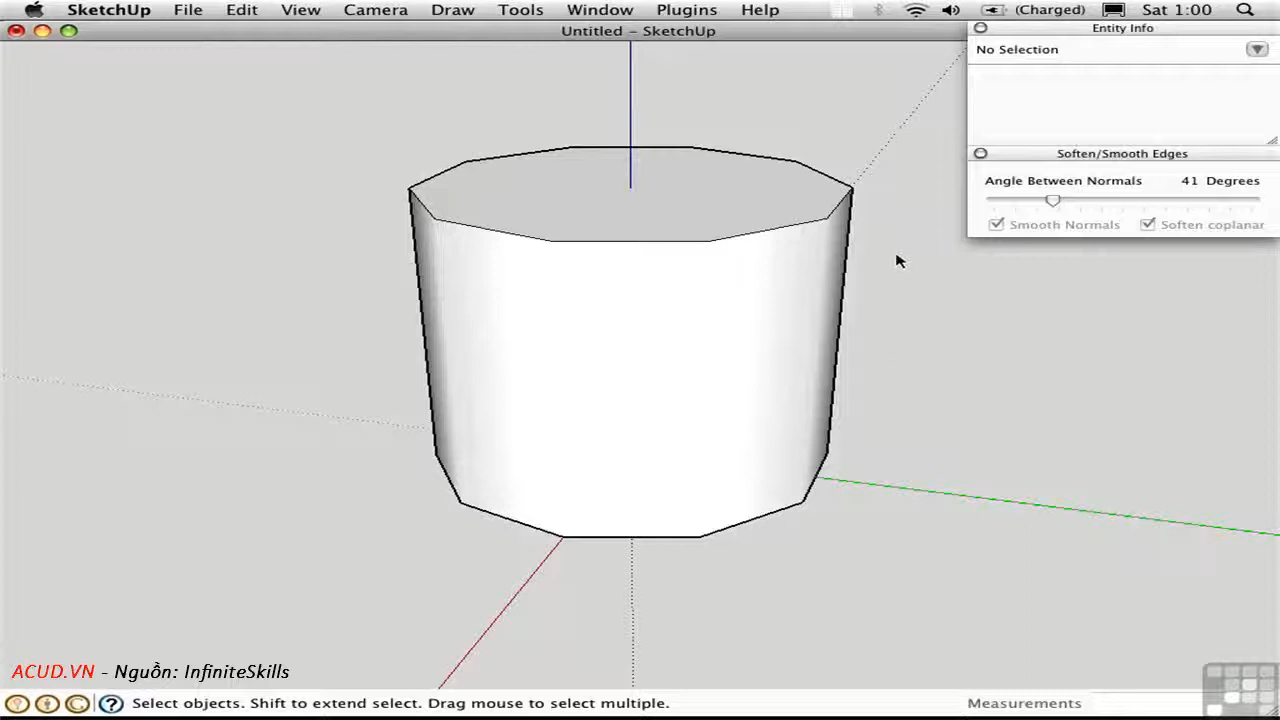 SketchUp File Edit View Camera Draw Tools Window Plugins Help (Charged) Sat 1:00
Untitled - SketchUp
Entity Info
No Selection
Soften/Smooth Edges
Angle Between Normals 41 Degrees
Smooth Normals Soften coplanar
ACUD.VN - Nguồn: InfiniteSkills
Select objects. Shift to extend select. Drag mouse to select multiple. Measurements